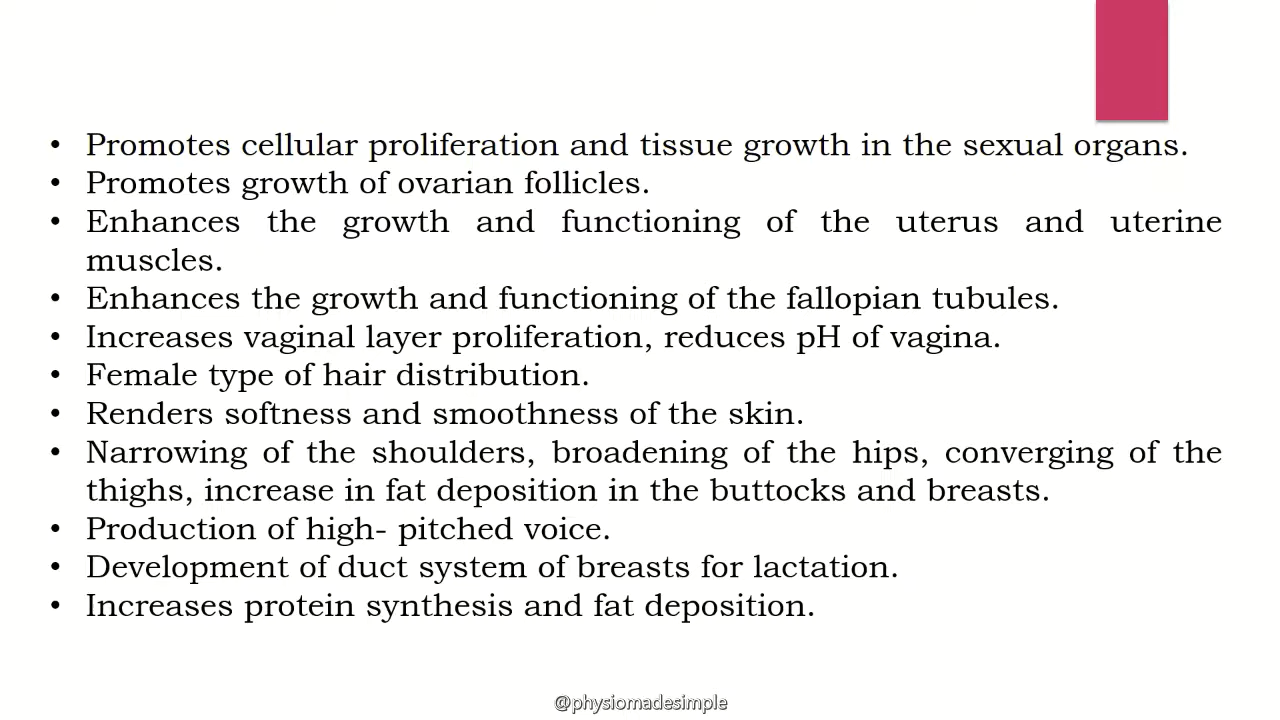 • Promotes cellular proliferation and tissue growth in the sexual organs.
• Promotes growth of ovarian follicles.
• Enhances the growth and functioning of the uterus and uterine
muscles.
• Enhances the growth and functioning of the fallopian tubules.
• Increases vaginal layer proliferation, reduces pH of vagina.
• Female type of hair distribution.
• Renders softness and smoothness of the skin.
• Narrowing of the shoulders, broadening of the hips, converging of the
thighs, increase in fat deposition in the buttocks and breasts.
• Production of high- pitched voice.
• Development of duct system of breasts for lactation.
• Increases protein synthesis and fat deposition.
@physiomadesimple